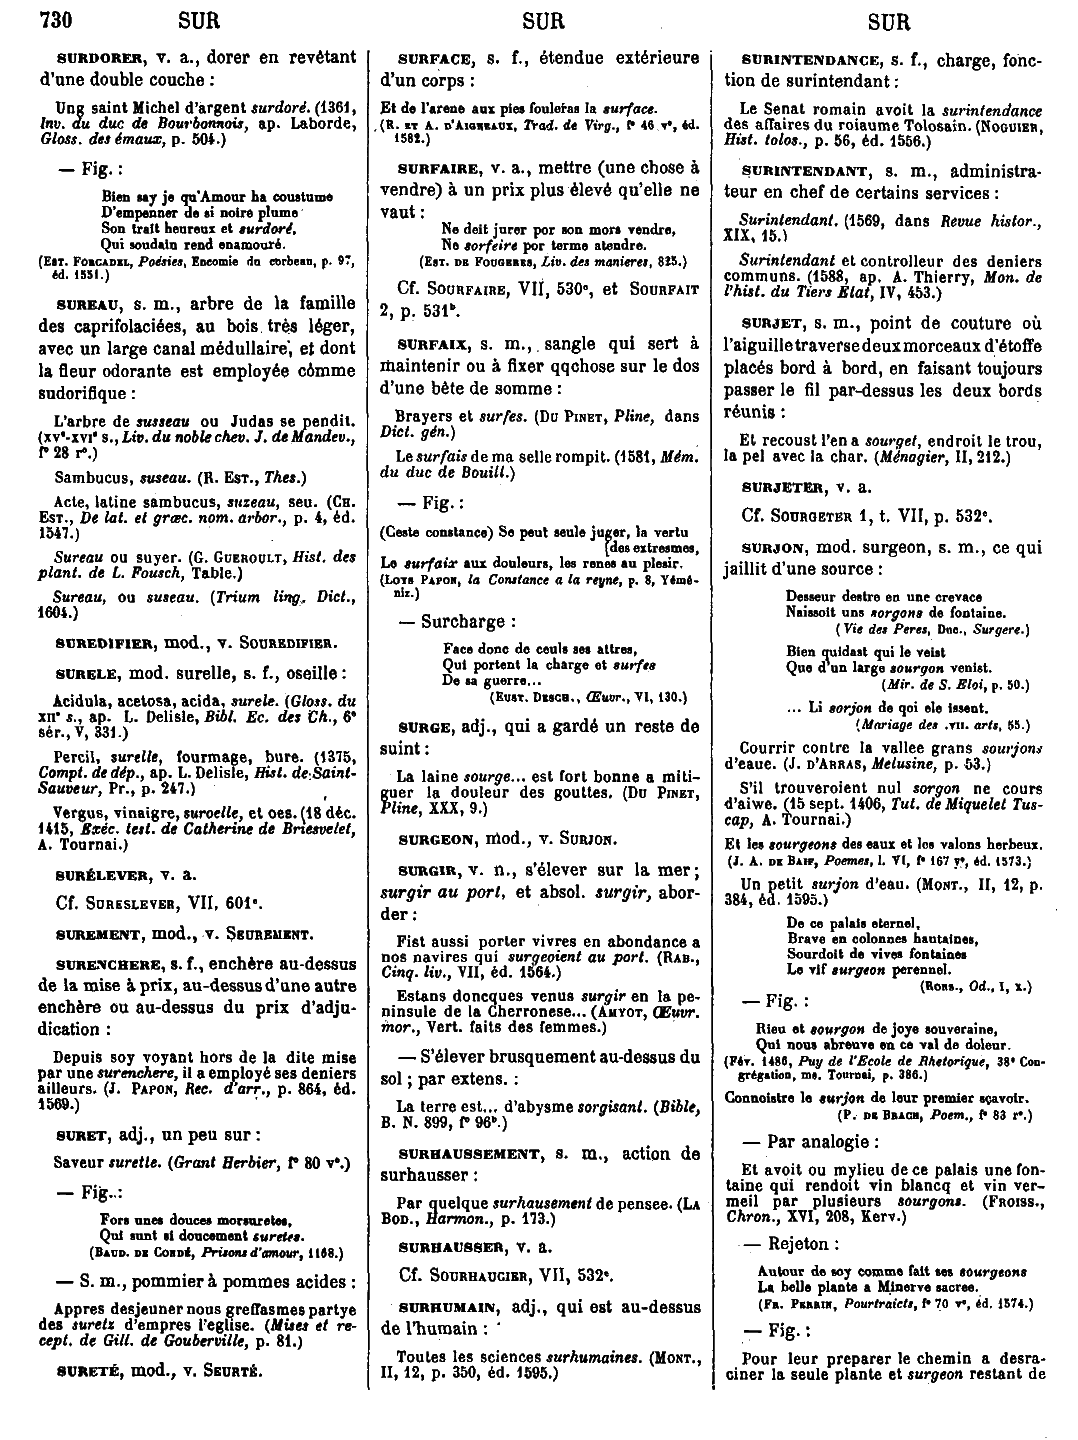 730 SUR SUR SUR
SURDORER, v. a., dorer en revêtant
d'une double couche :
Ung saint Michel d'argent surdoré. (1361,
Inv. du duc de Bourbonnois, ap. Laborde,
Gloss. des émaux, p. 504.)
— Fig. :
Bien say je qu'Amour ha coustume
D'empenner de si noire plume
Son trait heureux et surdoré,
Qui soudain rend enamouré.
(Est. Forcadel, Poésies, Encomie du corbeau, p. 97,
éd. 1551.)
SUREAU, s. m., arbre de la famille
des caprifolaciées, au bois très léger,
avec un large canal médullaire, et dont
la fleur odorante est employée comme
sudorifique :
L'arbre de susseau ou Judas se pendit.
(xvᵉ-xvıᵉ s., Liv. du noble chev. J. de Mandev.,
fº 28 rº.)
Sambucus, suseau. (R. Est., Thes.)
Acte, latine sambucus, suzeau, seu. (Ch.
Est., De lat. et græc. nom. arbor., p. 4, éd.
1547.)
Sureau ou suyer. (G. Gueroult, Hist. des
plant. de L. Fousch, Table.)
Sureau, ou suseau. (Trium ling. Dict.,
1604.)
SUREDIFIER, mod., v. Souredifier.
SURELE, mod. surelle, s. f., oseille :
Acidula, acetosa, acida, surele. (Gloss. du
xııᵉ s., ap. L. Delisle, Bibl. Ec. des Ch., 6ᵉ
sér., V, 331.)
Percil, surelle, fourmage, bure. (1375,
Compt. de dép., ap. L. Delisle, Hist. de Saint-
Sauveur, Pr., p. 247.)
Vergus, vinaigre, suroelle, et oes. (18 déc.
1415, Exéc. test. de Catherine de Briesvelet,
A. Tournai.)
SURÉLEVER, v. a.
Cf. Sureslever, VII, 601ᵃ.
SUREMENT, mod., v. Seurement.
SURENCHERE, s. f., enchère au-dessus
de la mise à prix, au-dessus d'une autre
enchère ou au-dessus du prix d'adju-
dication :
Depuis soy voyant hors de la dite mise
par une surenchere, il a employé ses deniers
ailleurs. (J. Papon, Rec. d'arr., p. 864, éd.
1569.)
SURET, adj., un peu sur :
Saveur surette. (Grant Herbier, fº 80 vº.)
— Fig. :
Fors unes douces morsuretes,
Qui sunt si doucement suretes.
(Baud. de Condé, Prisons d'amour, 1168.)
— S. m., pommier à pommes acides :
Appres desjeuner nous greffasmes partye
des suretz d'empres l'eglise. (Mises et re-
cept. de Gill. de Gouberville, p. 81.)
SURETÉ, mod., v. Seurté.
SURFACE, s. f., étendue extérieure
d'un corps :
Et de l'arene aux pies fouleras la surface.
(R. et A. d'Aigneaux, Trad. de Virg., fº 46 vº, éd.
1582.)
SURFAIRE, v. a., mettre (une chose à
vendre) à un prix plus élevé qu'elle ne
vaut :
Ne deit jurer por son mors vendre,
Ne sorfeire por terme atendre.
(Est. de Fougeres, Liv. des manieres, 825.)
Cf. Sourfaire, VII, 530ᵃ, et Sourfait
2, p. 531ᵇ.
SURFAIX, s. m., sangle qui sert à
maintenir ou à fixer qqchose sur le dos
d'une bête de somme :
Brayers et surfes. (Du Pinet, Pline, dans
Dict. gén.)
Le surfais de ma selle rompit. (1581, Mém.
du duc de Bouill.)
— Fig. :
(Ceste constance) Se peut seule juger, la vertu
(des extresmes,
Le surfaix aux douleurs, les renes au plesir.
(Loys Papon, la Constance a la reyne, p. 8, Yémé-
niz.)
— Surcharge :
Face donc de ceuls ses attres,
Qui portent la charge et surfes
De sa guerre...
(Eust. Desch., Œuvr., VI, 130.)
SURGE, adj., qui a gardé un reste de
suint :
La laine sourge... est fort bonne a miti-
guer la douleur des gouttes. (Du Pinet,
Pline, XXX, 9.)
SURGEON, mod., v. Surjon.
SURGIR, v. n., s'élever sur la mer ;
surgir au port, et absol. surgir, abor-
der :
Fist aussi porter vivres en abondance a
nos navires qui surgeoient au port. (Rab.,
Cinq. liv., VII, éd. 1564.)
Estans doncques venus surgir en la pe-
ninsule de la Cherronese... (Amyot, Œuvr.
mor., Vert. faits des femmes.)
— S'élever brusquement au-dessus du
sol ; par extens. :
La terre est... d'abysme sorgisant. (Bible,
B. N. 899, fº 96ᵇ.)
SURHAUSSEMENT, s. m., action de
surhausser :
Par quelque surhausement de pensee. (La
Bod., Harmon., p. 173.)
SURHAUSSER, v. a.
Cf. Sourhaucier, VII, 532ᵃ.
SURHUMAIN, adj., qui est au-dessus
de l'humain :
Toutes les sciences surhumaines. (Mont.,
II, 12, p. 350, éd. 1595.)
SURINTENDANCE, s. f., charge, fonc-
tion de surintendant :
Le Senat romain avoit la surintendance
des affaires du roiaume Tolosain. (Noguier,
Hist. tolos., p. 56, éd. 1556.)
SURINTENDANT, s. m., administra-
teur en chef de certains services :
Surintendant. (1569, dans Revue histor.,
XIX, 15.)
Surintendant et controlleur des deniers
communs. (1588, ap. A. Thierry, Mon. de
l'hist. du Tiers Etat, IV, 453.)
SURJET, s. m., point de couture où
l'aiguille traverse deux morceaux d'étoffe
placés bord à bord, en faisant toujours
passer le fil par-dessus les deux bords
réunis :
Et recoust l'en a sourget, endroit le trou,
la pel avec la char. (Ménagier, II, 212.)
SURJETER, v. a.
Cf. Sourgeter 1, t. VII, p. 532ᵃ.
SURJON, mod. surgeon, s. m., ce qui
jaillit d'une source :
Desseur destre en une crevace
Naissoit uns sorgons de fontaine.
(Vie des Peres, Duc., Surgere.)
Bien quidast qui le veist
Que d'un large sourgon venist.
(Mir. de S. Eloi, p. 50.)
... Li sorjon de qoi ele issent.
(Mariage des .vıı. arts, 55.)
Courrir contre la vallee grans sourjons
d'eaue. (J. d'Arras, Melusine, p. 53.)
S'il trouveroient nul sorgon ne cours
d'aiwe. (15 sept. 1406, Tut. de Miquelet Tus-
cap, A. Tournai.)
Et les sourgeons des eaux et los valons herbeux.
(J. A. de Baif, Poemes, l. VI, fº 167 vº, éd. 1573.)
Un petit surjon d'eau. (Mont., II, 12, p.
384, éd. 1595.)
De ce palais eternel,
Brave en colonnes hautaines,
Sourdoit de vives fontaines
Le vif surgeon perennel.
(Rons., Od., I, x.)
— Fig. :
Rieu et sourgon de joye souveraine,
Qui nous abreuve en ce val de doleur.
(Fév. 1486, Puy de l'Ecole de Rhetorique, 38ᵉ Con-
grégation, ms. Tournai, p. 386.)
Connoistre le surjon de leur premier sçavoir.
(P. de Brach, Poem., fº 83 rº.)
— Par analogie :
Et avoit ou mylieu de ce palais une fon-
taine qui rendoit vin blancq et vin ver-
meil par plusieurs sourgons. (Froiss.,
Chron., XVI, 208, Kerv.)
— Rejeton :
Autour de soy comme fait ses sourgeons
La belle plante a Minerve sacree.
(Fr. Perrin, Pourtraicts, fº 70 vº, éd. 1574.)
— Fig. :
Pour leur preparer le chemin a desra-
ciner la seule plante et surgeon restant de